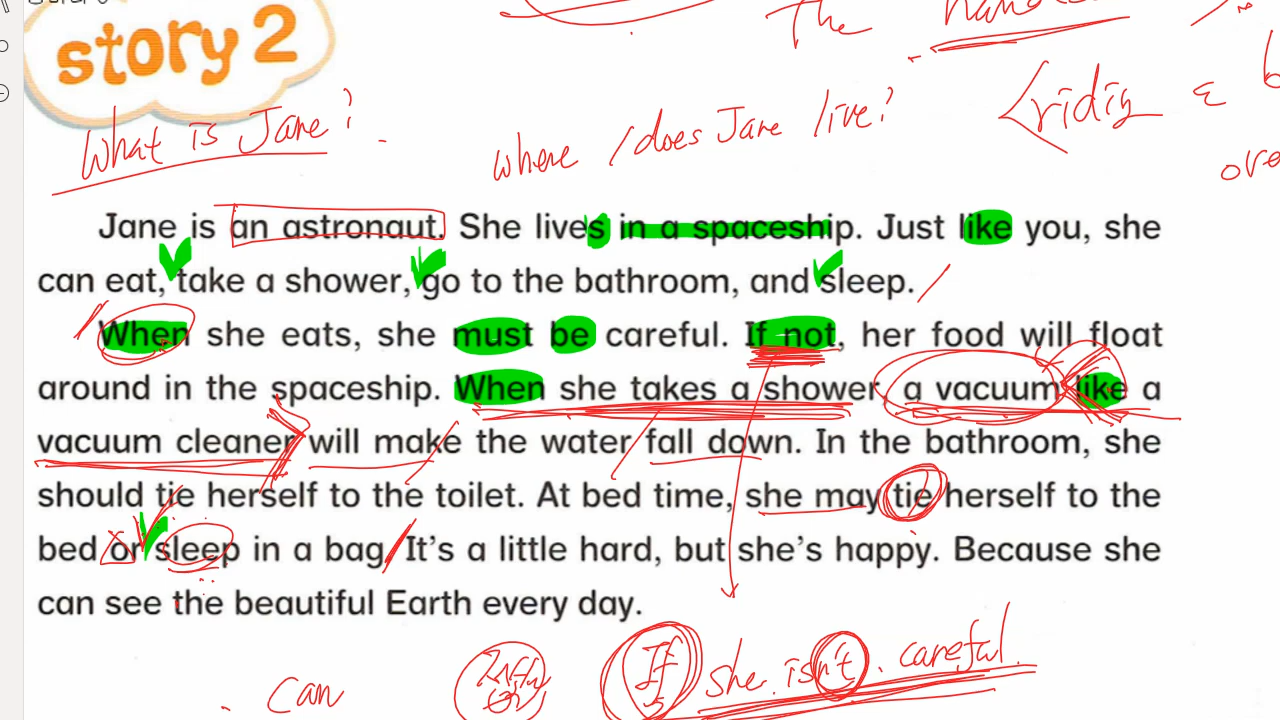 The
story 2
What is Jane?
where does Jane live?
riding
Jane is an astronaut. She lives in a spaceship. Just like you, she
can eat, take a shower, go to the bathroom, and sleep.
When she eats, she must be careful. If not, her food will float
around in the spaceship. When she takes a shower, a vacuum like a
vacuum cleaner will make the water fall down. In the bathroom, she
should tie herself to the toilet. At bed time, she may tie herself to the
bed or sleep in a bag. It's a little hard, but she's happy. Because she
can see the beautiful Earth every day.
If she isn't careful.
can